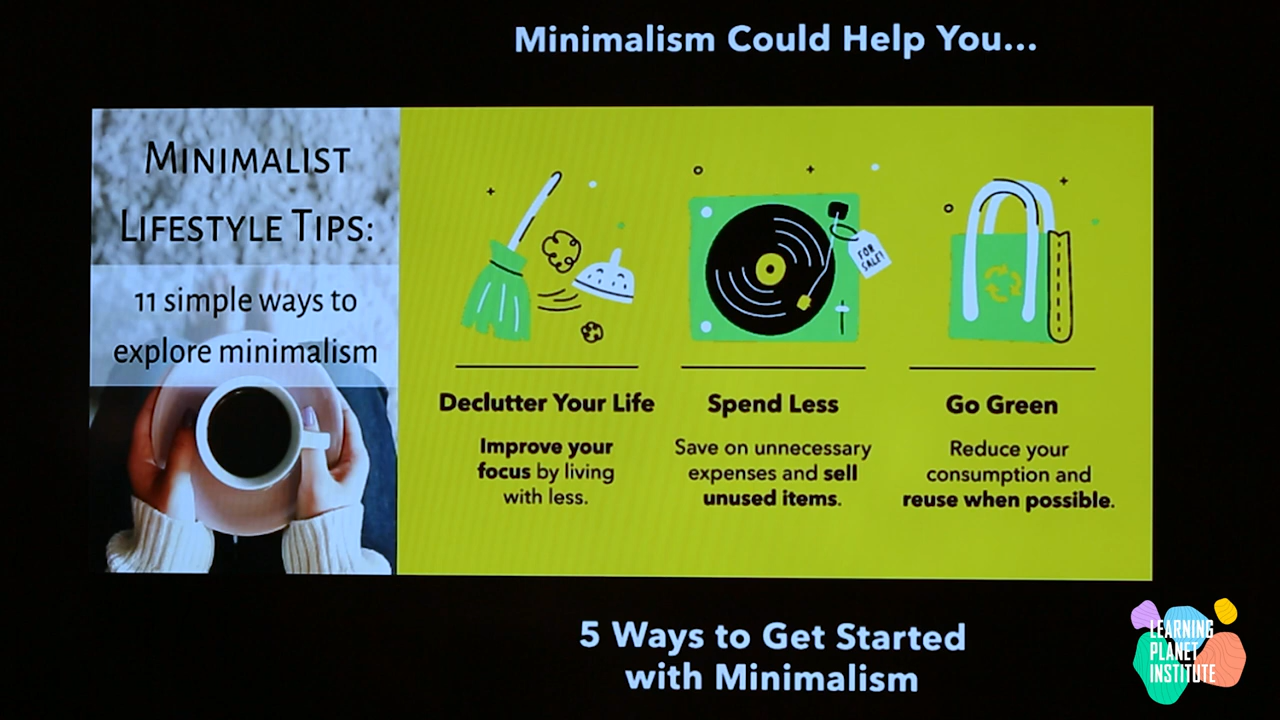 Minimalism Could Help You...
MINIMALIST
LIFESTYLE TIPS:
11 simple ways to
explore minimalism
FOR
SALE!
Declutter Your Life
Improve your
focus by living
with less.
Spend Less
Save on unnecessary
expenses and sell
unused items.
Go Green
Reduce your
consumption and
reuse when possible.
5 Ways to Get Started
with Minimalism
LEARNING
PLANET
INSTITUTE